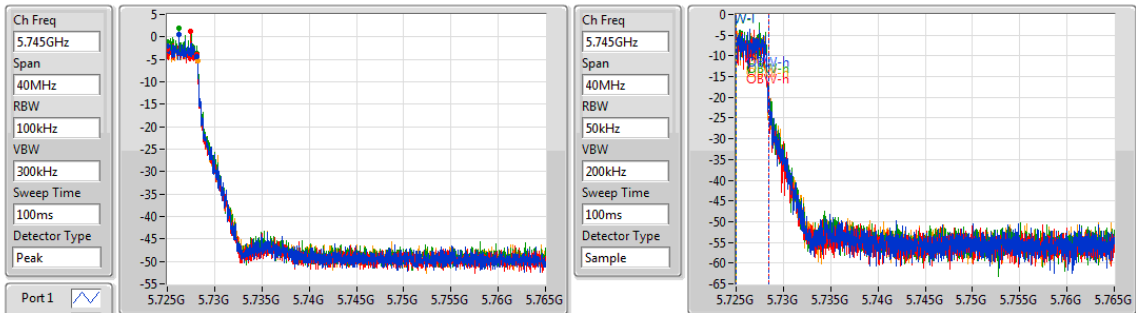 Ch Freq
5.745GHz
Span
40MHz
RBW
100kHz
VBW
300kHz
Sweep Time
100ms
Detector Type
Peak
Port 1
5
0
-5
-10
-15
-20
-25
-30
-35
-40
-45
-50
-55
5.725G 5.73G 5.735G 5.74G 5.745G 5.75G 5.755G 5.76G 5.765G
Ch Freq
5.745GHz
Span
40MHz
RBW
50kHz
VBW
200kHz
Sweep Time
100ms
Detector Type
Sample
0
-5
-10
-15
-20
-25
-30
-35
-40
-45
-50
-55
-60
-65
W-l
OBW-h
OBW-h
5.725G 5.73G 5.735G 5.74G 5.745G 5.75G 5.755G 5.76G 5.765G